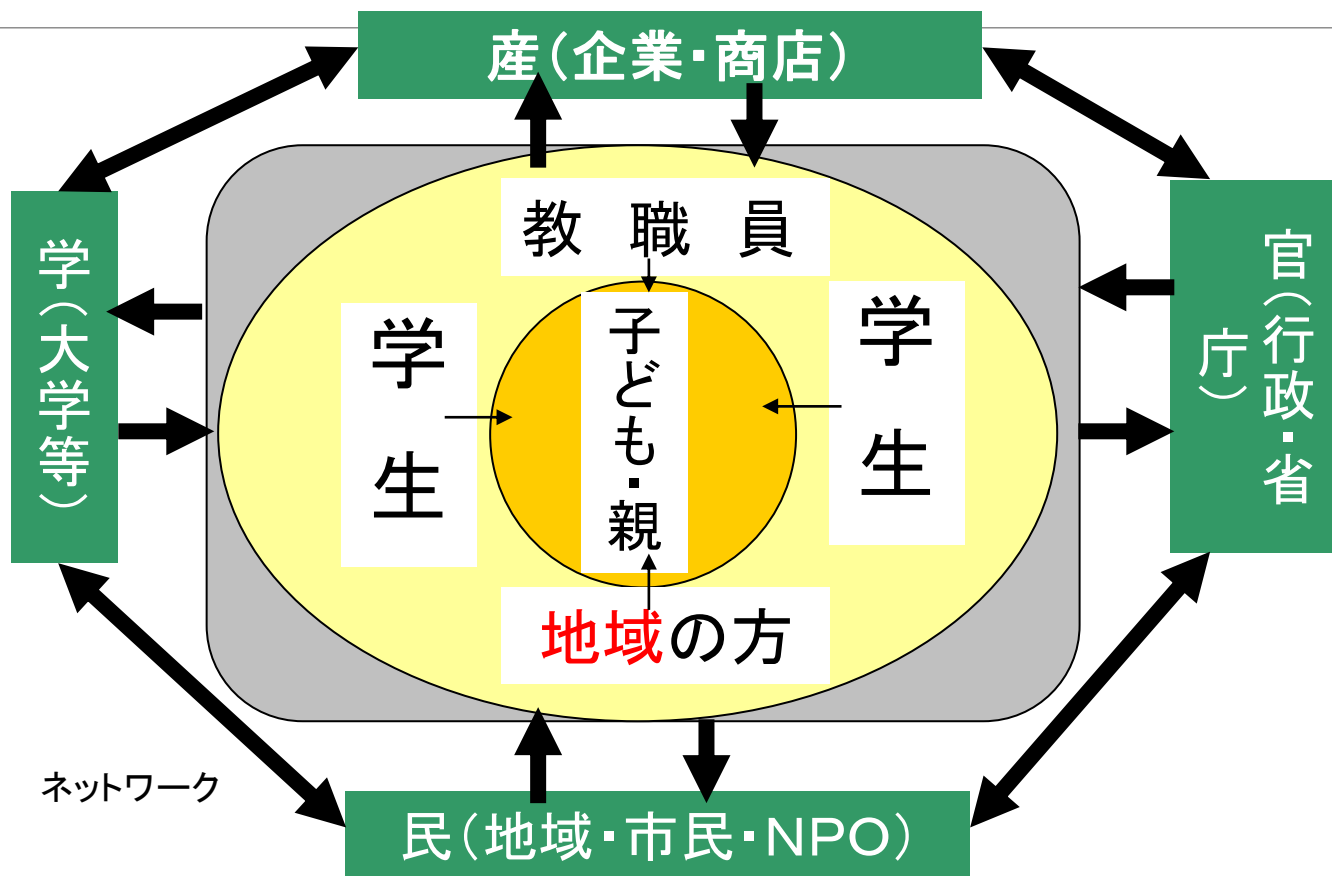 産(企業・商店)
教職員
学(大学等)
学生
子ども・親
学生
官(行政・省
庁)
地域の方
ネットワーク
民(地域・市民・NPO)